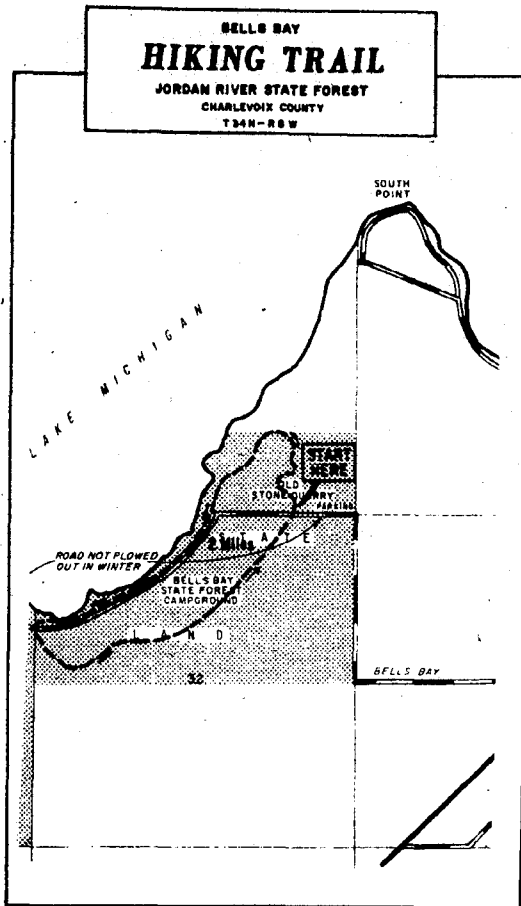 BELLS BAY
HIKING TRAIL
JORDAN RIVER STATE FOREST
CHARLEVOIX COUNTY
T34N-R8W
SOUTH
POINT
LAKE MICHIGAN
START
HERE
OLD
STONE QUARRY
PARKING
STATE
2 Miles
ROAD NOT PLOWED
OUT IN WINTER
BELLS BAY
STATE FOREST
CAMPGROUND
LAND
32
BELLS BAY